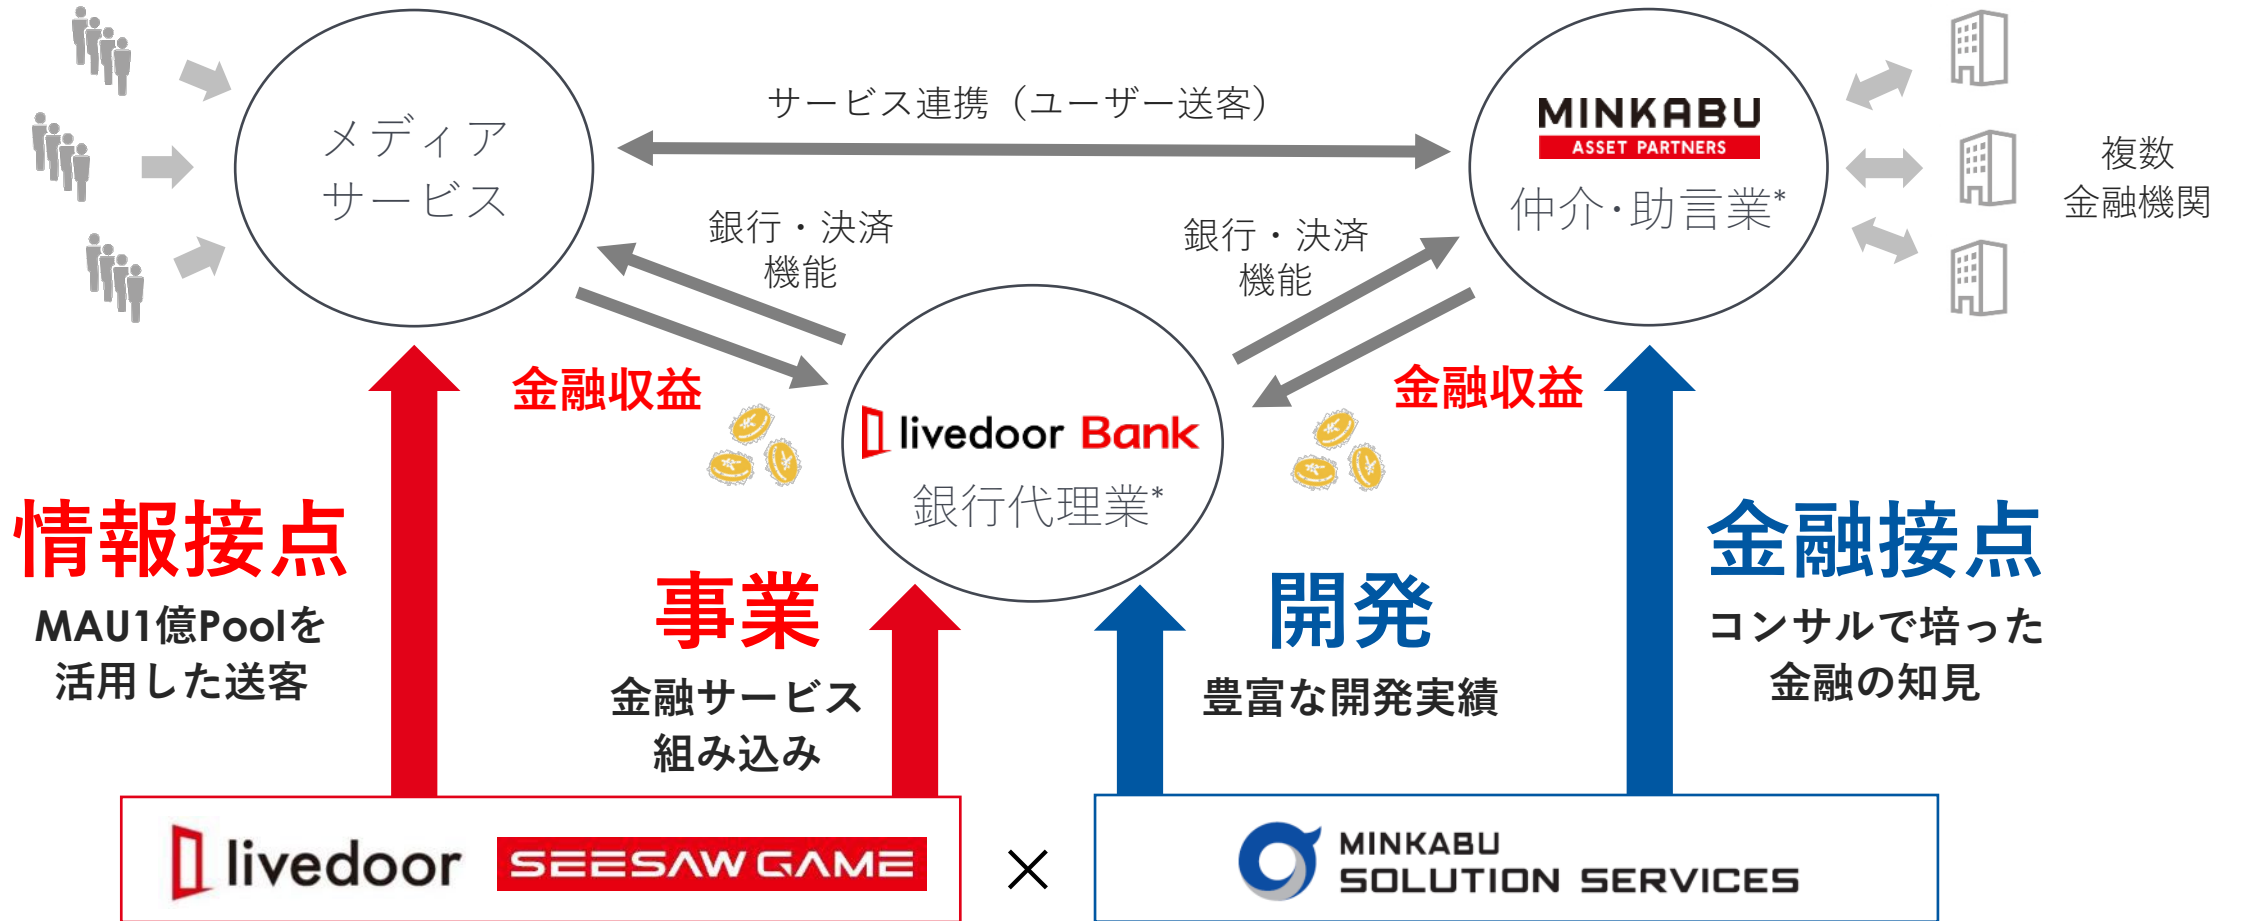 サービス連携（ユーザー送客）
メディア
サービス
MINKABU
ASSET PARTNERS
仲介・助言業*
複数
金融機関
銀行・決済
機能
銀行・決済
機能
金融収益
金融収益
livedoor Bank
銀行代理業*
情報接点
MAU1億Poolを
活用した送客
事業
金融サービス
組み込み
開発
豊富な開発実績
金融接点
コンサルで培った
金融の知見
livedoor
SEESAW GAME
×
MINKABU
SOLUTION SERVICES